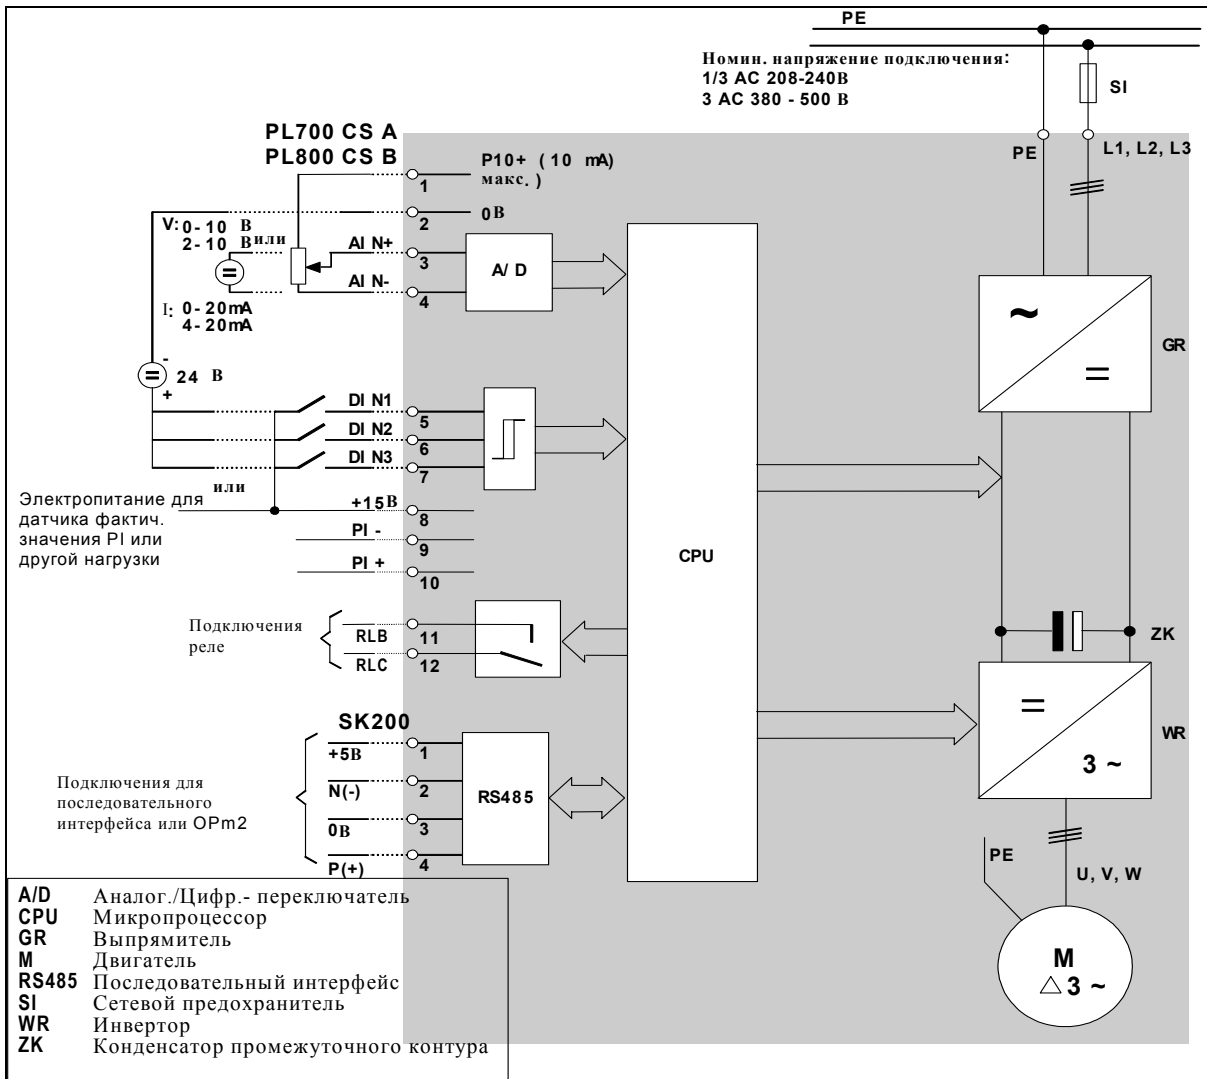 PE
Номин. напряжение подключения:
1/3 AC 208-240В
3 AC 380 - 500 В
SI
PL700 CS A
PL800 CS B
PE
L1, L2, L3
P10+ ( 10 mA)
макс. )
1
2
0В
V: 0- 10 В
2- 10 В
или
AI N+
3
AI N-
4
A/ D
I: 0- 20mA
4- 20mA
~
=
GR
=
-
=
24 В
+
DI N1
5
DI N2
6
DI N3
7
или
Электропитание для
датчика фактич.
значения PI или
другой нагрузки
+15В
8
PI -
9
PI +
10
CPU
Подключения
реле
RLB
11
RLC
12
ZK
SK200
+5В
1
N(-)
2
0В
3
P(+)
4
RS485
Подключения для
последовательного
интерфейса или OPm2
=
3 ~
WR
PE
U, V, W
M
△ 3 ~
A/D Аналог./Цифр.- переключатель
CPU Микропроцессор
GR Выпрямитель
M Двигатель
RS485 Последовательный интерфейс
SI Сетевой предохранитель
WR Инвертор
ZK Конденсатор промежуточного контура